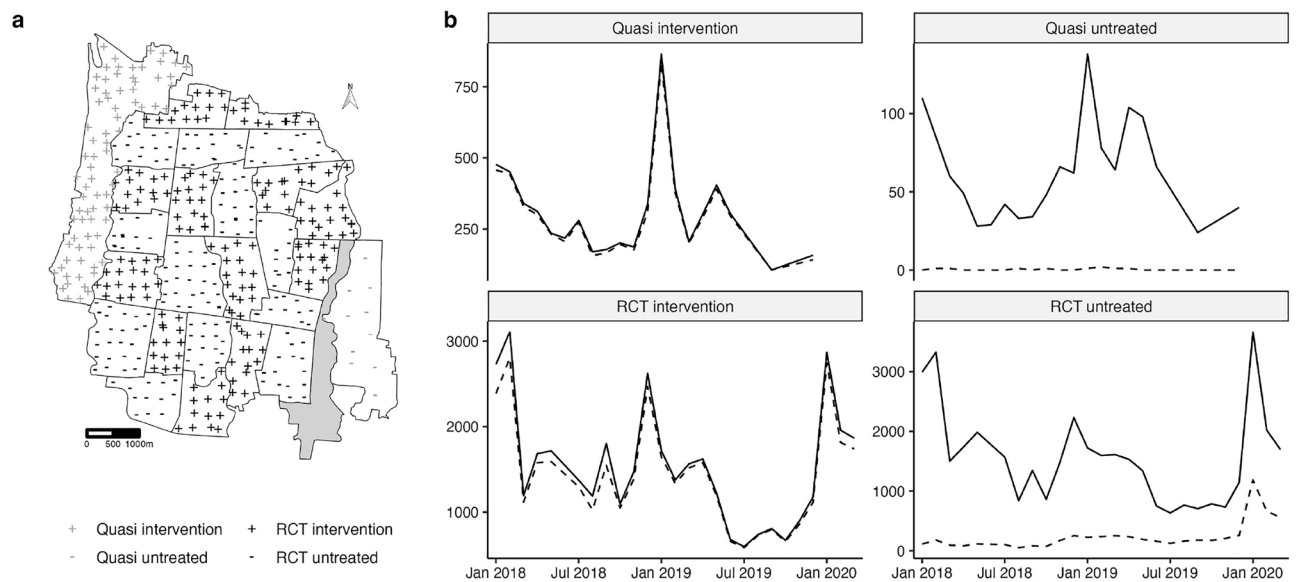 a
N
0 500 1000m
+ Quasi intervention + RCT intervention
- Quasi untreated - RCT untreated
b
Quasi intervention
750
500
250
Quasi untreated
100
50
0
RCT intervention
3000
2000
1000
Jan 2018 Jul 2018 Jan 2019 Jul 2019 Jan 2020
RCT untreated
3000
2000
1000
0
Jan 2018 Jul 2018 Jan 2019 Jul 2019 Jan 2020